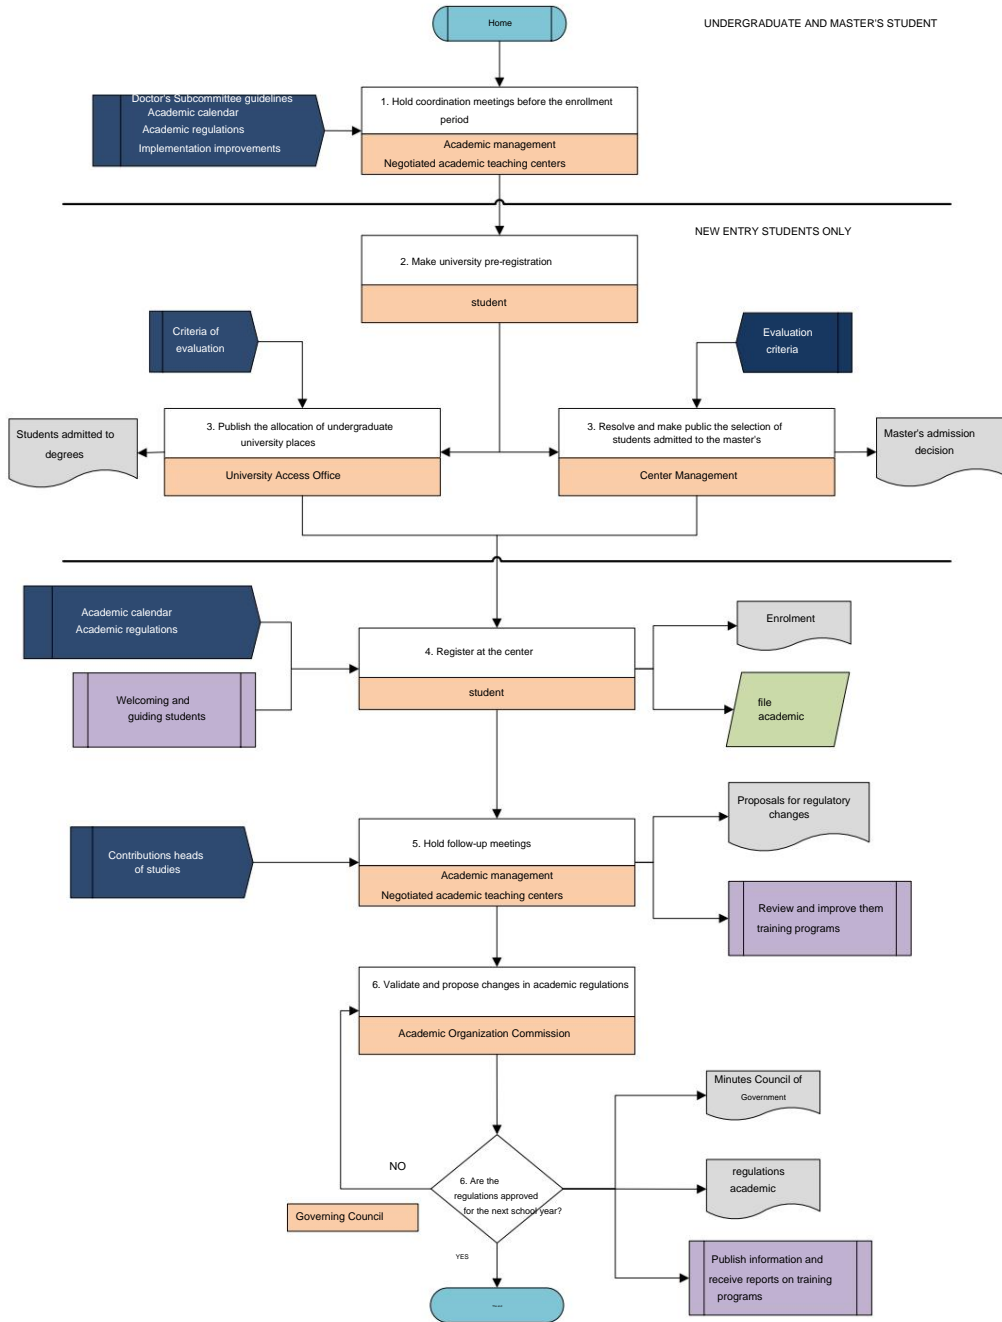 Home
UNDERGRADUATE AND MASTER'S STUDENT
Doctor's Subcommittee guidelines
Academic calendar
Academic regulations
Implementation improvements
1. Hold coordination meetings before the enrollment
period
Academic management
Negotiated academic teaching centers
NEW ENTRY STUDENTS ONLY
2. Make university pre-registration
student
Criteria of
evaluation
Evaluation
criteria
Students admitted to
degrees
3. Publish the allocation of undergraduate
university places
University Access Office
3. Resolve and make public the selection of
students admitted to the master's
Center Management
Master's admission
decision
Academic calendar
Academic regulations
Welcoming and
guiding students
4. Register at the center
student
Enrolment
file
academic
Contributions heads
of studies
5. Hold follow-up meetings
Academic management
Negotiated academic teaching centers
Proposals for regulatory
changes
Review and improve them
training programs
6. Validate and propose changes in academic regulations
Academic Organization Commission
NO
6. Are the
regulations approved
for the next school year?
Governing Council
YES
Minutes Council of
Government
regulations
academic
Publish information and
receive reports on training
programs